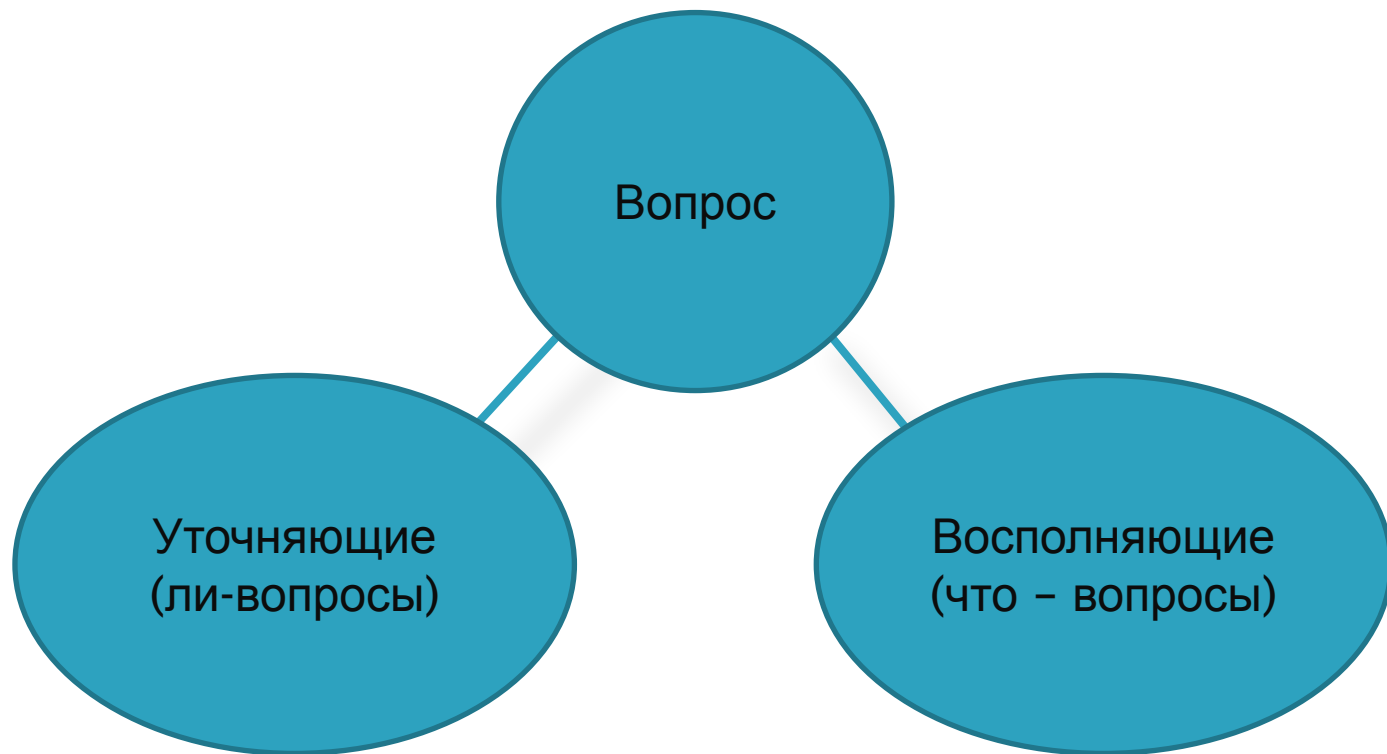 Вопрос
Уточняющие
(ли-вопросы)
Восполняющие
(что – вопросы)